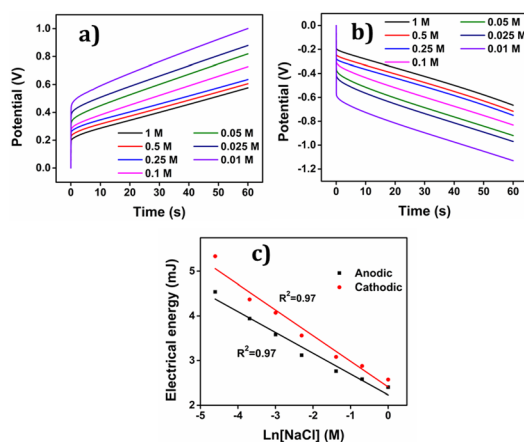 a)
Potential (V)
1.0
0.8
0.6
0.4
0.2
0.0
1 M
0.5 M
0.25 M
0.1 M
0.05 M
0.025 M
0.01 M
0 10 20 30 40 50 60
Time (s)
b)
Potential (V)
0.0
-0.2
-0.4
-0.6
-0.8
-1.0
-1.2
1 M
0.5 M
0.25 M
0.1 M
0.05 M
0.025 M
0.01 M
0 10 20 30 40 50 60
Time (s)
c)
Electrical energy (mJ)
5
4
3
2
Anodic
Cathodic
R²=0.97
R²=0.97
-5 -4 -3 -2 -1 0
Ln[NaCl] (M)